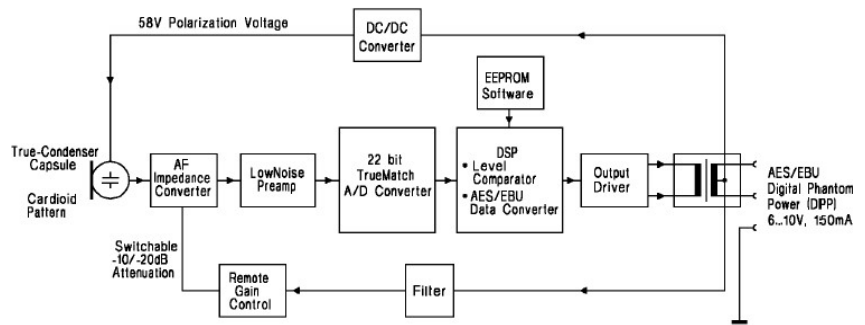 58V Polarization Voltage
DC/DC
Converter
EEPROM
Software
True-Condenser
Capsule
Cardioid
Pattern
AF
Impedance
Converter
LowNoise
Preamp
22 bit
TrueMatch
A/D Converter
DSP
• Level
Comparator
• AES/EBU
Data Converter
Output
Driver
AES/EBU
Digital Phantom
Power (DPP)
6...10V, 150mA
Switchable
-10/-20dB
Attenuation
Remote
Gain
Control
Filter